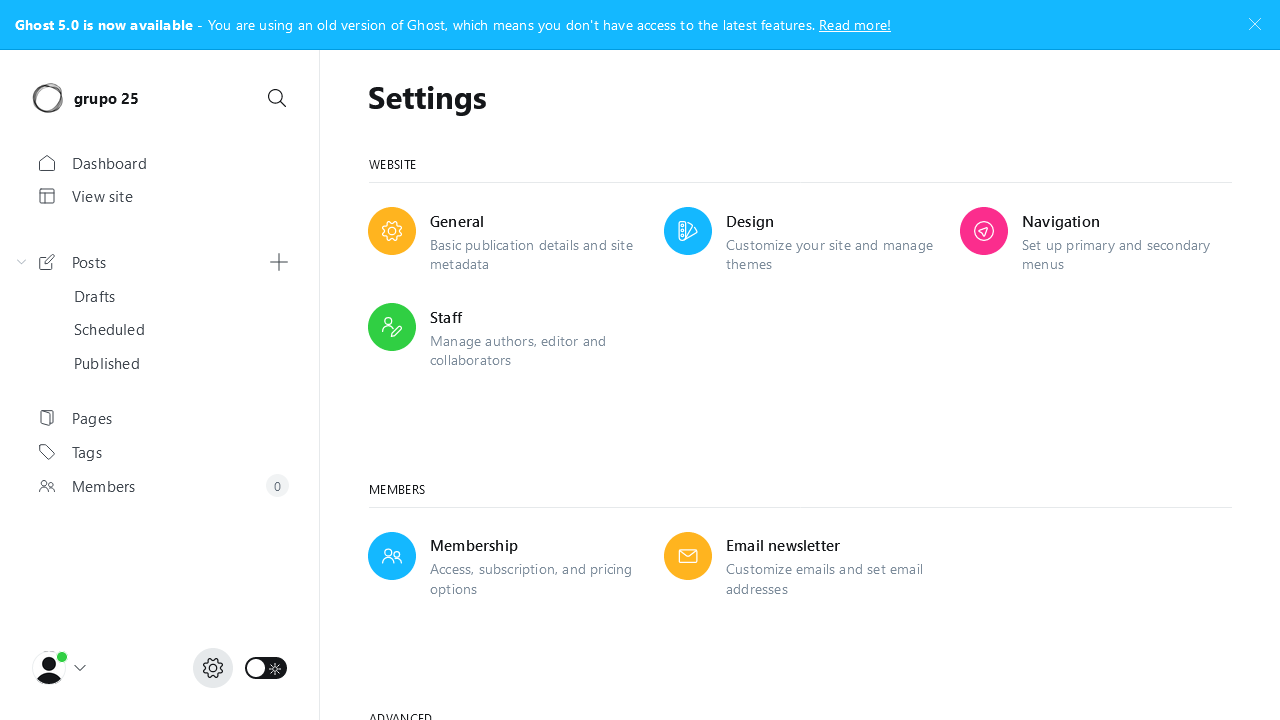 Ghost 5.0 is now available - You are using an old version of Ghost, which means you don't have access to the latest features. Read more!
grupo 25
Dashboard
View site
Posts
Drafts
Scheduled
Published
Pages
Tags
Members 0
Settings
WEBSITE
General
Basic publication details and site
metadata
Design
Customize your site and manage
themes
Navigation
Set up primary and secondary
menus
Staff
Manage authors, editor and
collaborators
MEMBERS
Membership
Access, subscription, and pricing
options
Email newsletter
Customize emails and set email
addresses
ADVANCED